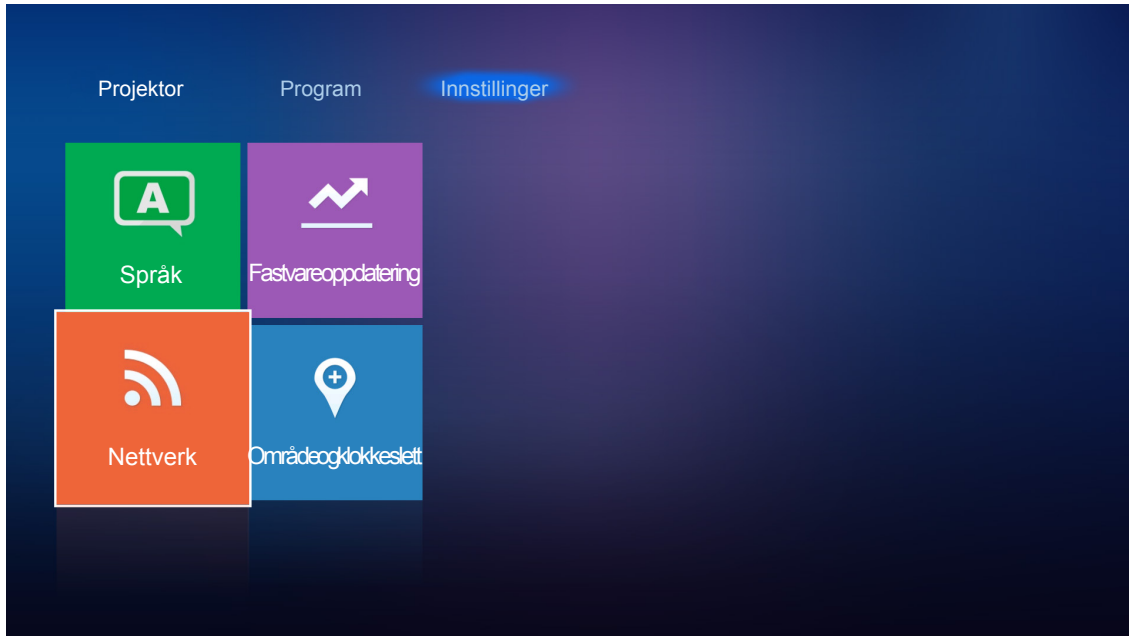 Projektor Program Innstillinger
A
Språk Fastvareoppdatering
Nettverk Områdeogklokkeslett